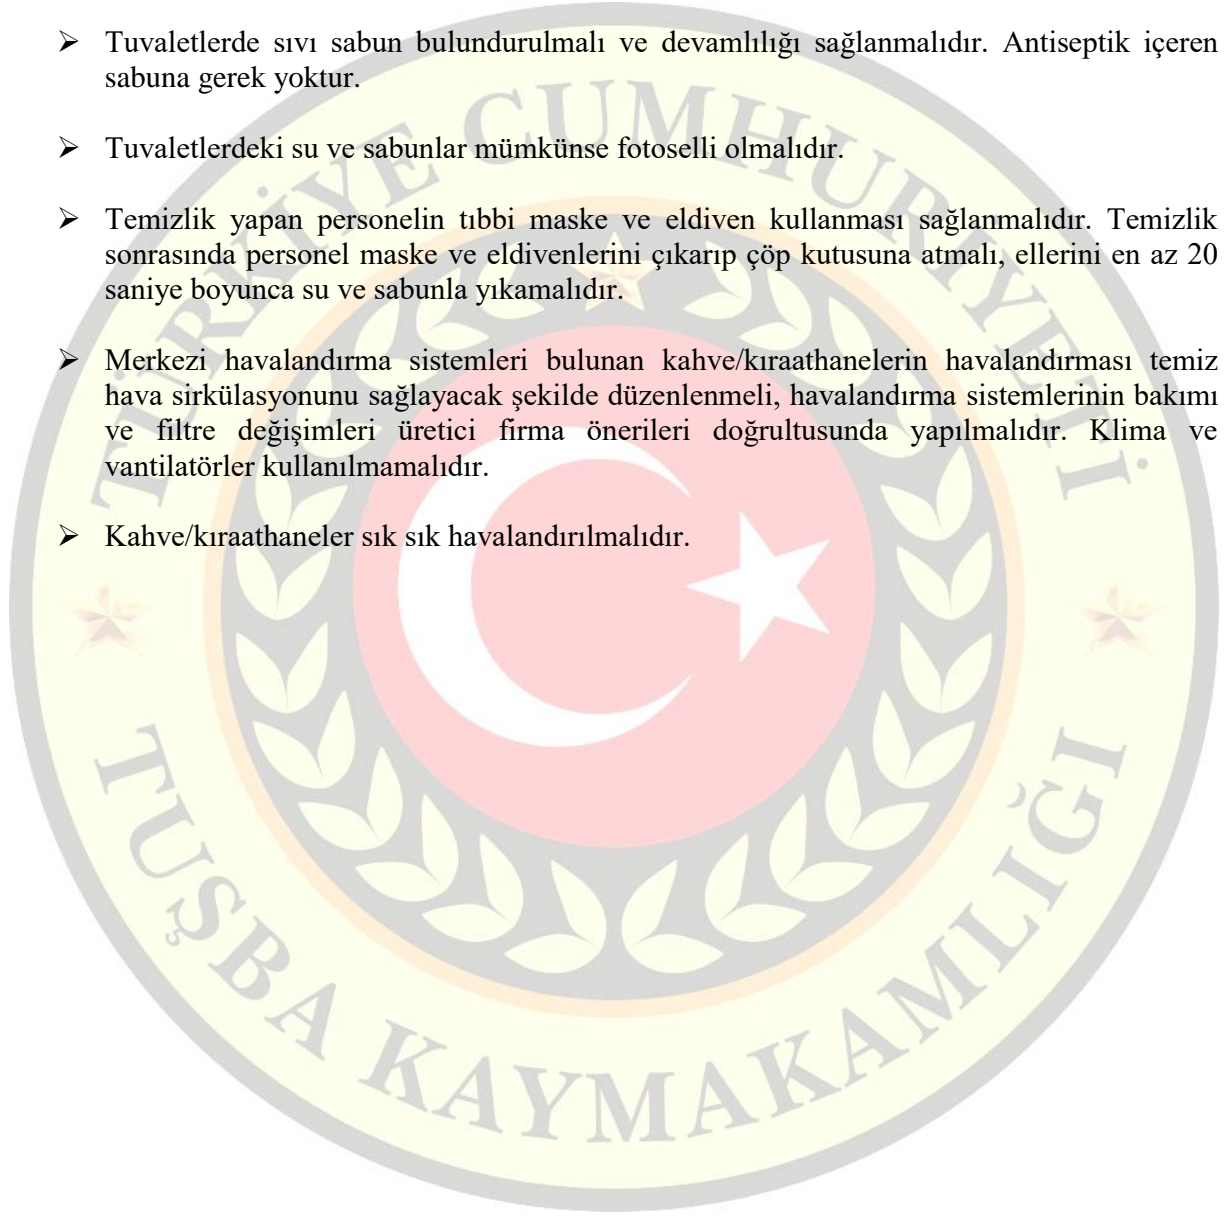 ➢ Tuvaletlerde sıvı sabun bulundurulmalı ve devamlılığı sağlanmalıdır. Antiseptik içeren
sabuna gerek yoktur.
➢ Tuvaletlerdeki su ve sabunlar mümkünse fotoselli olmalıdır.
➢ Temizlik yapan personelin tıbbi maske ve eldiven kullanması sağlanmalıdır. Temizlik
sonrasında personel maske ve eldivenlerini çıkarıp çöp kutusuna atmalı, ellerini en az 20
saniye boyunca su ve sabunla yıkamalıdır.
➢ Merkezi havalandırma sistemleri bulunan kahve/kıraathanelerin havalandırması temiz
hava sirkülasyonunu sağlayacak şekilde düzenlenmeli, havalandırma sistemlerinin bakımı
ve filtre değişimleri üretici firma önerileri doğrultusunda yapılmalıdır. Klima ve
vantilatörler kullanılmamalıdır.
➢ Kahve/kıraathaneler sık sık havalandırılmalıdır.
TÜRKİYE CUMHURİYETİ
TUŞBA KAYMAKAMLIĞI